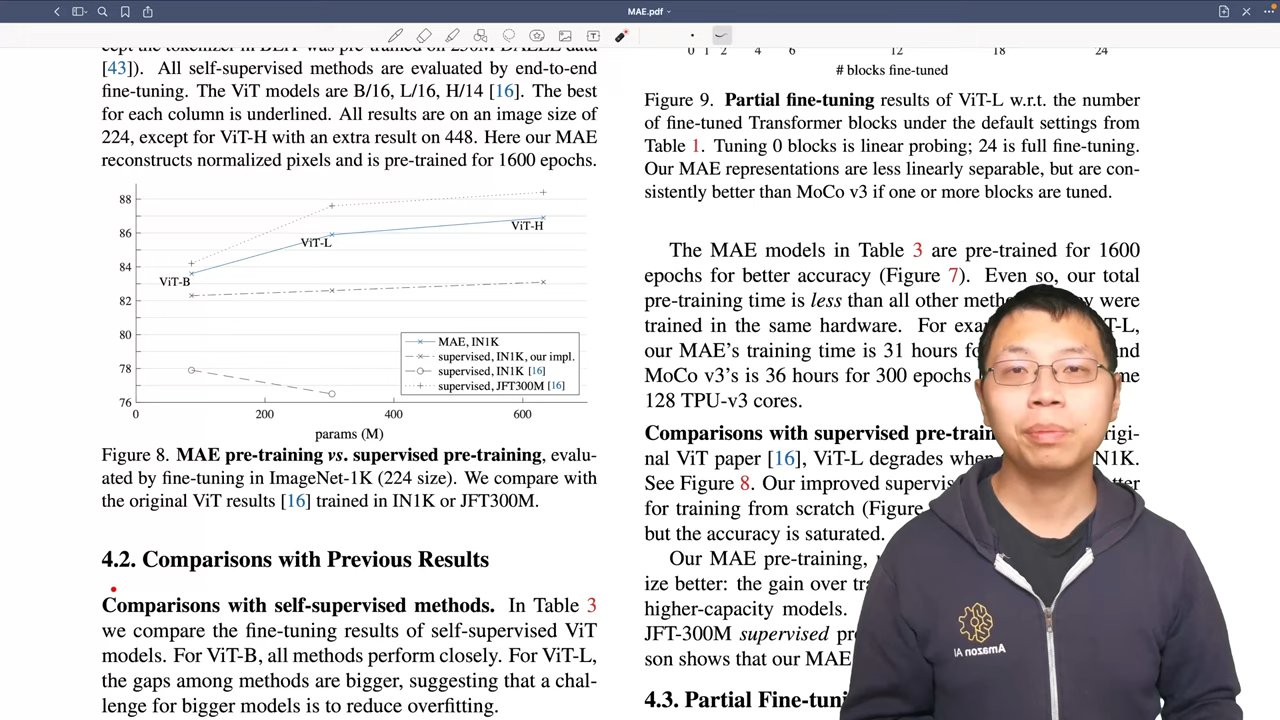 MAE.pdf
cept the tokenizer in BEiT was pre-trained on 250M DALLE data
[43]). All self-supervised methods are evaluated by end-to-end
fine-tuning. The ViT models are B/16, L/16, H/14 [16]. The best
for each column is underlined. All results are on an image size of
224, except for ViT-H with an extra result on 448. Here our MAE
reconstructs normalized pixels and is pre-trained for 1600 epochs.
88
86
84
82
80
78
76
0
200
400
600
params (M)
ViT-B
ViT-L
ViT-H
MAE, IN1K
supervised, IN1K, our impl.
supervised, IN1K [16]
supervised, JFT300M [16]
Figure 8. MAE pre-training vs. supervised pre-training, evalu-
ated by fine-tuning in ImageNet-1K (224 size). We compare with
the original ViT results [16] trained in IN1K or JFT300M.
4.2. Comparisons with Previous Results
Comparisons with self-supervised methods. In Table 3
we compare the fine-tuning results of self-supervised ViT
models. For ViT-B, all methods perform closely. For ViT-L,
the gaps among methods are bigger, suggesting that a chal-
lenge for bigger models is to reduce overfitting.
0 1 2 4 6 12 18 24
# blocks fine-tuned
Figure 9. Partial fine-tuning results of ViT-L w.r.t. the number
of fine-tuned Transformer blocks under the default settings from
Table 1. Tuning 0 blocks is linear probing; 24 is full fine-tuning.
Our MAE representations are less linearly separable, but are con-
sistently better than MoCo v3 if one or more blocks are tuned.
The MAE models in Table 3 are pre-trained for 1600
epochs for better accuracy (Figure 7). Even so, our total
pre-training time is less than all other were
trained in the same hardware. For T-L,
our MAE's training time is 31 hours and
MoCo v3's is 36 hours for 300 epochs
128 TPU-v3 cores.
Comparisons with supervised rigi-
nal ViT paper [16], ViT-L degrades N1K.
See Figure 8. Our improved
for training from scratch (Figure
but the accuracy is saturated.
Our MAE pre-training,
ize better: the gain over
higher-capacity models.
JFT-300M supervised
son shows that our MAE
4.3. Partial
Amazon AI